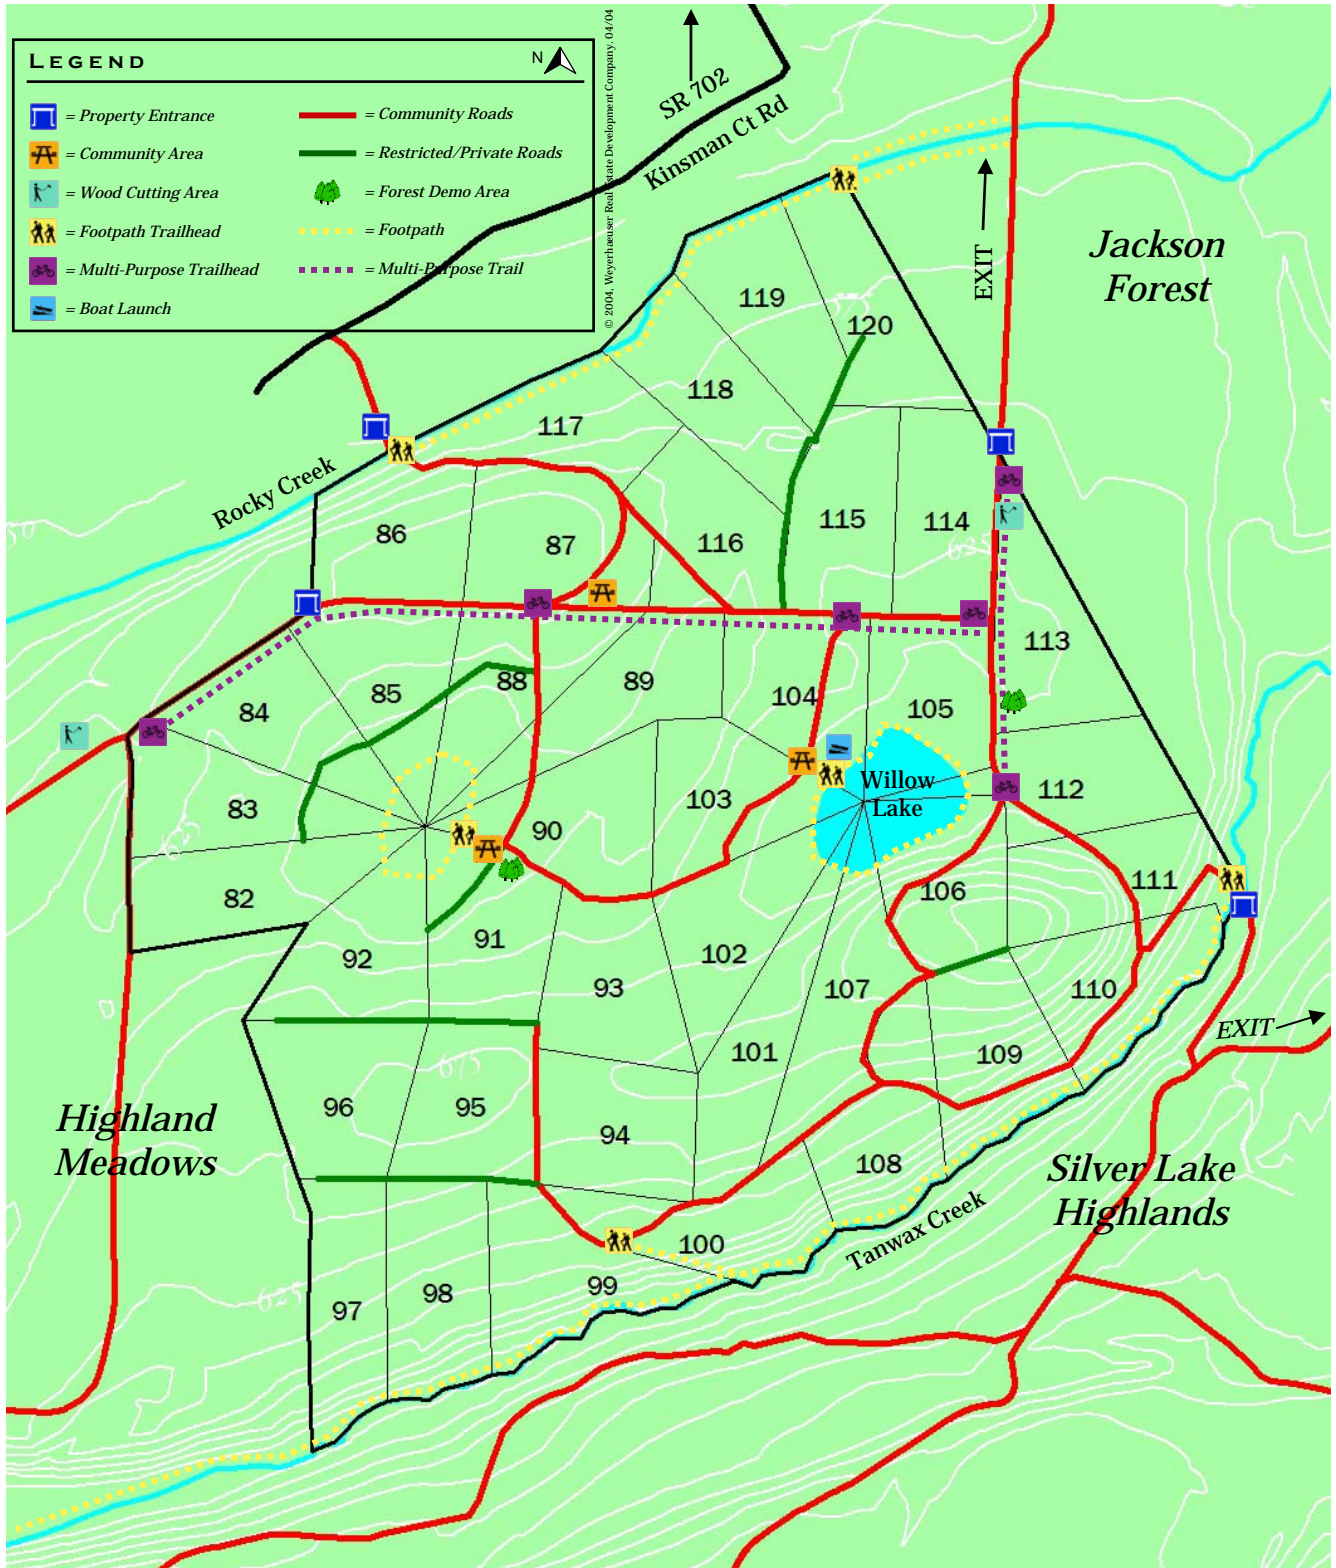 LEGEND
N
= Property Entrance
= Community Area
= Wood Cutting Area
= Footpath Trailhead
= Multi-Purpose Trailhead
= Boat Launch
= Community Roads
= Restricted/Private Roads
= Forest Demo Area
= Footpath
= Multi-Purpose Trail
© 2004, Weyerhaeuser Real Estate Development Company. 04/04
SR 702
Kinsman Ct Rd
EXIT
Jackson
Forest
Rocky Creek
119
120
118
117
86
87
116
115
114
625
113
84
85
88
89
104
105
83
90
103
Willow
Lake
112
82
106
111
92
91
102
93
107
110
101
109
EXIT
675
96
95
94
Highland
Meadows
108
Silver Lake
Highlands
Tanwax Creek
100
99
98
97
625